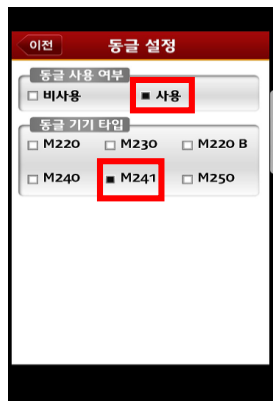 이전 동글 설정
동글 사용 여부
비사용 사용
동글 기기 타입
M220 M230 M220 B
M240 M241 M250